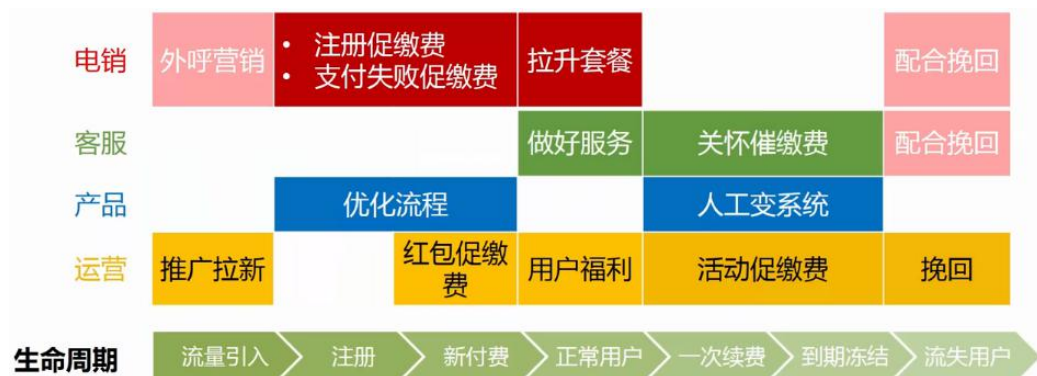 电销
外呼营销
• 注册促缴费
• 支付失败促缴费
拉升套餐
配合挽回
客服
做好服务
关怀催缴费
配合挽回
产品
优化流程
人工变系统
运营
推广拉新
红包促缴
费
用户福利
活动促缴费
挽回
生命周期
流量引入
注册
新付费
正常用户
一次续费
到期冻结
流失用户